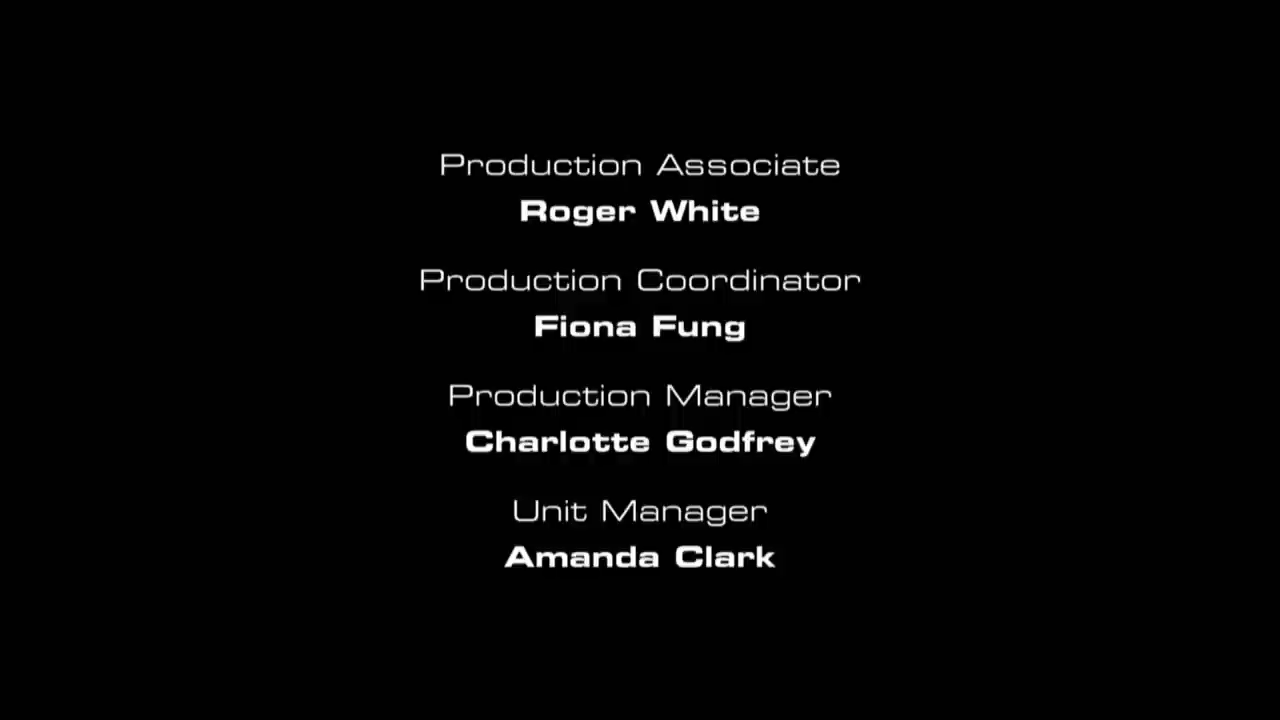 Production Associate
Roger White
Production Coordinator
Fiona Fung
Production Manager
Charlotte Godfrey
Unit Manager
Amanda Clark